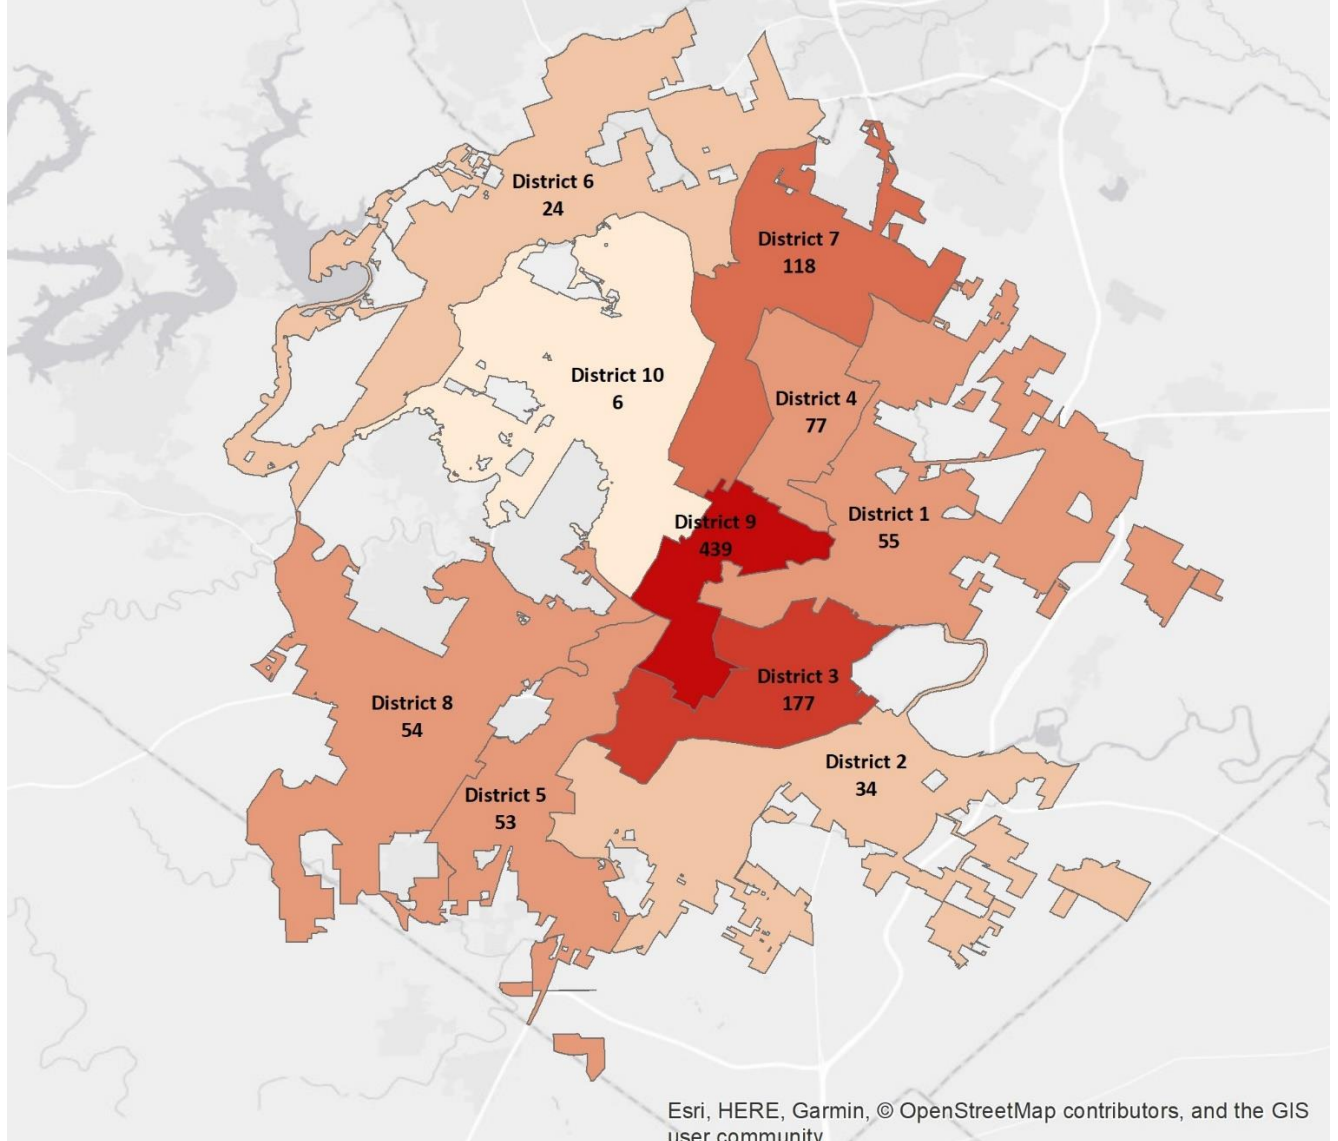 District 6
24
District 7
118
District 10
6
District 4
77
District 9
439
District 1
55
District 3
177
District 8
54
District 2
34
District 5
53
Esri, HERE, Garmin, © OpenStreetMap contributors, and the GIS
user community